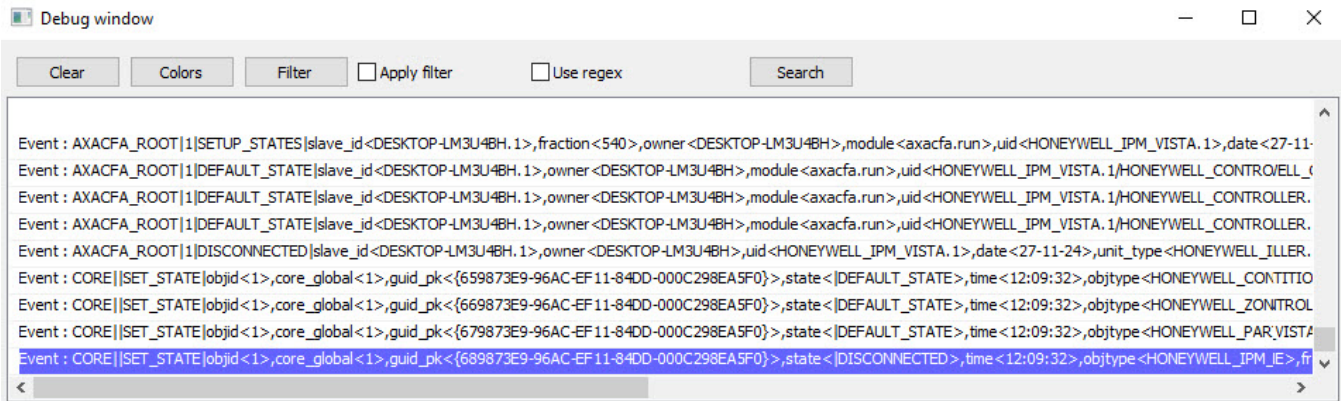 Debug window
Clear Colors Filter Apply filter Use regex Search
Event : AXACFA_ROOT|1|SETUP_STATES|slave_id<DESKTOP-LM3U4BH.1>,fraction<540>,owner<DESKTOP-LM3U4BH>,module<axacfa.run>,uid<HONEYWELL_IPM_VISTA.1>,date<27-11-
Event : AXACFA_ROOT|1|DEFAULT_STATE|slave_id<DESKTOP-LM3U4BH.1>,owner<DESKTOP-LM3U4BH>,module<axacfa.run>,uid<HONEYWELL_IPM_VISTA.1/HONEYWELL_CONTRO/ELL_C
Event : AXACFA_ROOT|1|DEFAULT_STATE|slave_id<DESKTOP-LM3U4BH.1>,owner<DESKTOP-LM3U4BH>,module<axacfa.run>,uid<HONEYWELL_IPM_VISTA.1/HONEYWELL_CONTROLLER.
Event : AXACFA_ROOT|1|DEFAULT_STATE|slave_id<DESKTOP-LM3U4BH.1>,owner<DESKTOP-LM3U4BH>,module<axacfa.run>,uid<HONEYWELL_IPM_VISTA.1/HONEYWELL_CONTROLLER.
Event : AXACFA_ROOT|1|DISCONNECTED|slave_id<DESKTOP-LM3U4BH.1>,owner<DESKTOP-LM3U4BH>,uid<HONEYWELL_IPM_VISTA.1>,date<27-11-24>,unit_type<HONEYWELL_ILLER.
Event : CORE||SET_STATE|objid<1>,core_global<1>,guid_pk<{659873E9-96AC-EF11-84DD-000C298EA5F0}>,state<|DEFAULT_STATE>,time<12:09:32>,objtype<HONEYWELL_CONTITIO
Event : CORE||SET_STATE|objid<1>,core_global<1>,guid_pk<{669873E9-96AC-EF11-84DD-000C298EA5F0}>,state<|DEFAULT_STATE>,time<12:09:32>,objtype<HONEYWELL_ZONITROL
Event : CORE||SET_STATE|objid<1>,core_global<1>,guid_pk<{679873E9-96AC-EF11-84DD-000C298EA5F0}>,state<|DEFAULT_STATE>,time<12:09:32>,objtype<HONEYWELL_PAR VISTA
Event : CORE||SET_STATE|objid<1>,core_global<1>,guid_pk<{689873E9-96AC-EF11-84DD-000C298EA5F0}>,state<|DISCONNECTED>,time<12:09:32>,objtype<HONEYWELL_IPM_IE>,fr